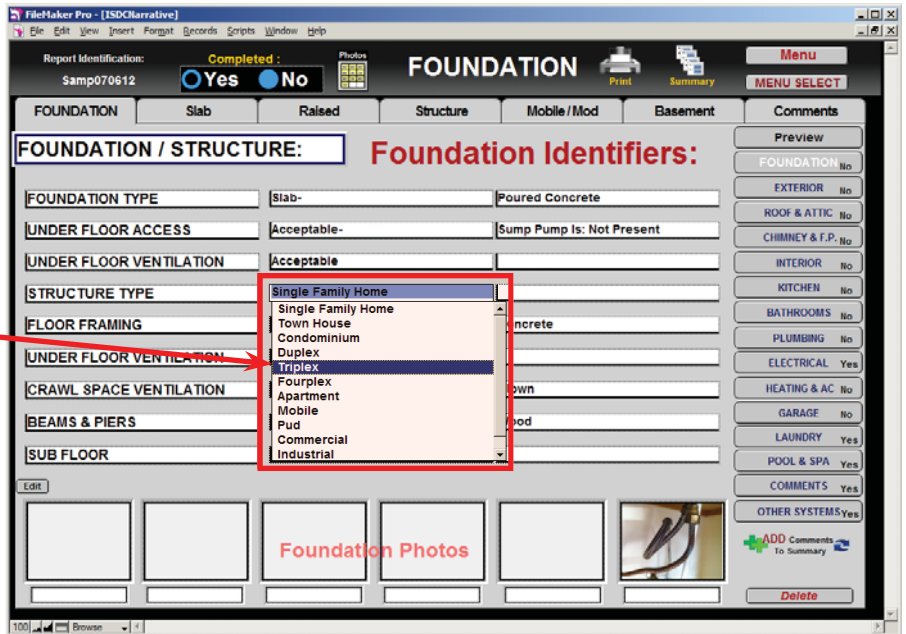 FileMaker Pro - [ISDCNarrative]
File Edit View Insert Format Records Scripts Window Help
Report Identification:
Samp070612
Completed :
Yes No
Photos
FOUNDATION
Print
Summary
Menu
MENU SELECT
FOUNDATION Slab Raised Structure Mobile / Mod Basement Comments
FOUNDATION / STRUCTURE:
Foundation Identifiers:
FOUNDATION TYPE Slab- Poured Concrete
UNDER FLOOR ACCESS Acceptable- Sump Pump Is: Not Present
UNDER FLOOR VENTILATION Acceptable
STRUCTURE TYPE Single Family Home
FLOOR FRAMING
UNDER FLOOR VENTILATION
CRAWL SPACE VENTILATION
BEAMS & PIERS
SUB FLOOR
Single Family Home
Town House
Condominium
Duplex
Triplex
Fourplex
Apartment
Mobile
Pud
Commercial
Industrial
Preview
FOUNDATION No
EXTERIOR No
ROOF & ATTIC No
CHIMNEY & F.P. No
INTERIOR No
KITCHEN No
BATHROOMS No
PLUMBING No
ELECTRICAL Yes
HEATING & AC No
GARAGE No
LAUNDRY Yes
POOL & SPA Yes
COMMENTS Yes
OTHER SYSTEMS Yes
ADD Comments
To Summary
Delete
Edit
Foundation Photos
100 Browse